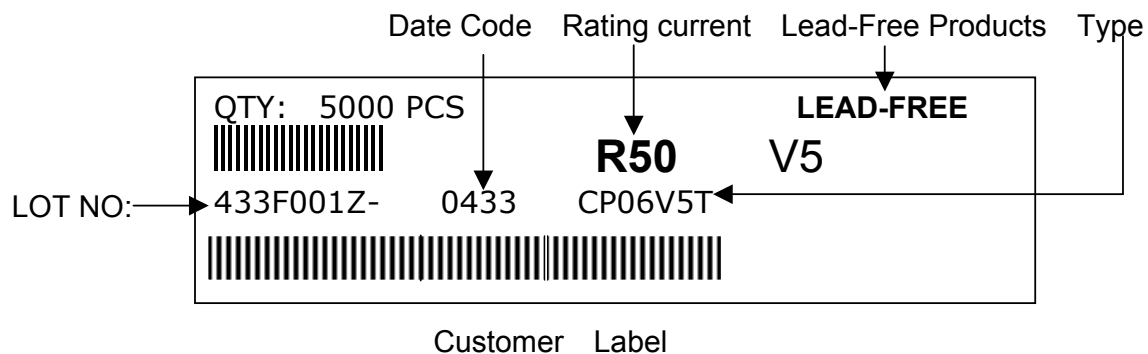 Date Code Rating current Lead-Free Products Type
QTY: 5000 PCS LEAD-FREE
R50 V5
LOT NO: 433F001Z- 0433 CP06V5T
Customer Label